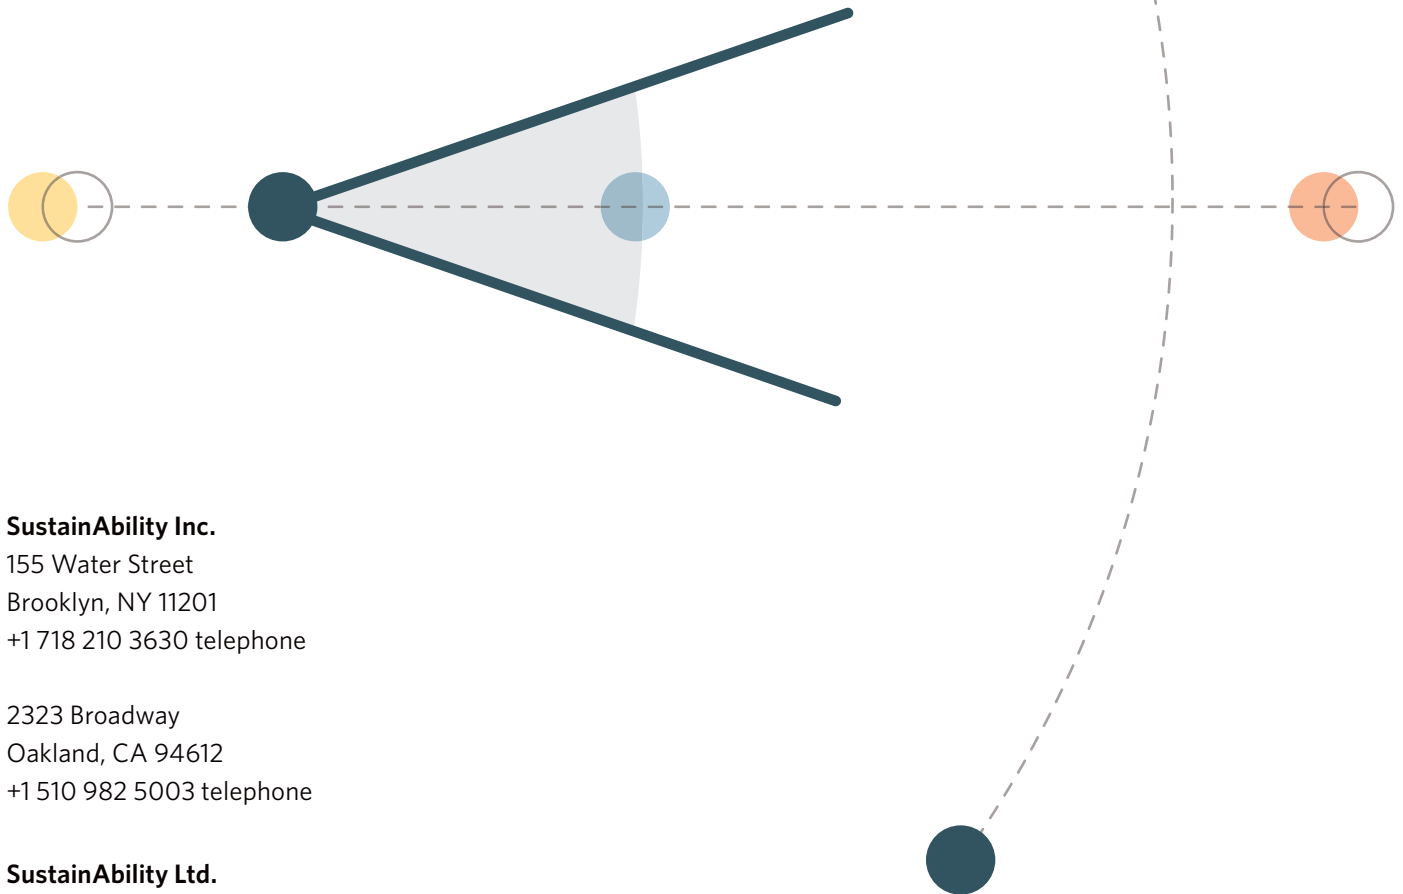 SustainAbility Inc.
155 Water Street
Brooklyn, NY 11201
+1 718 210 3630 telephone
2323 Broadway
Oakland, CA 94612
+1 510 982 5003 telephone
SustainAbility Ltd.